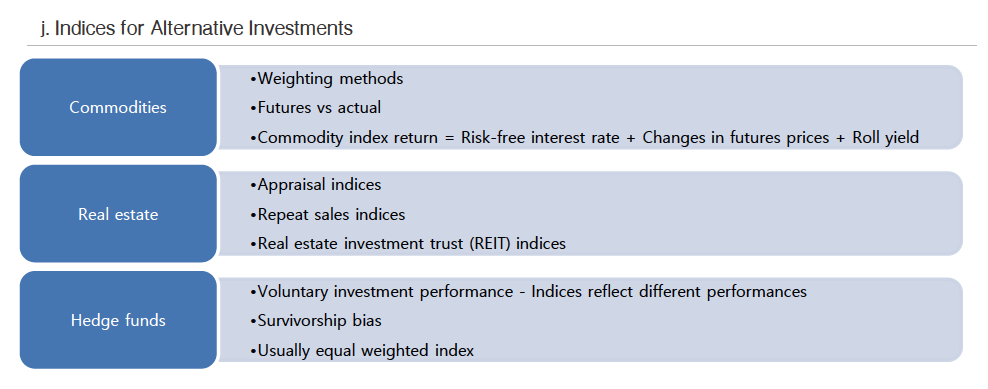 j. Indices for Alternative Investments
Commodities
•Weighting methods
•Futures vs actual
•Commodity index return = Risk-free interest rate + Changes in futures prices + Roll yield
Real estate
•Appraisal indices
•Repeat sales indices
•Real estate investment trust (REIT) indices
Hedge funds
•Voluntary investment performance - Indices reflect different performances
•Survivorship bias
•Usually equal weighted index